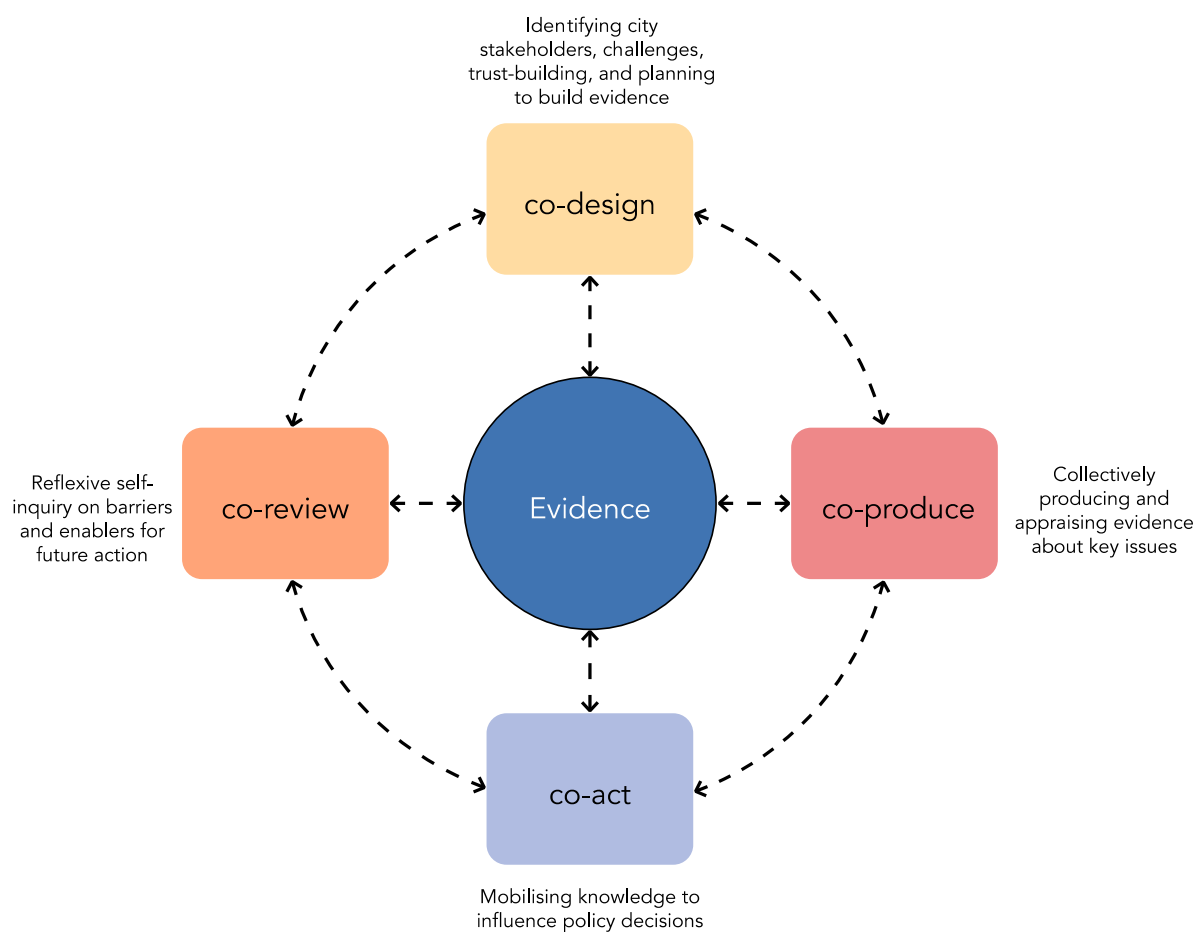 Identifying city
stakeholders, challenges,
trust-building, and planning
to build evidence
co-design
Reflexive self-
inquiry on barriers
and enablers for
future action
co-review
Evidence
co-produce
Collectively
producing and
appraising evidence
about key issues
co-act
Mobilising knowledge to
influence policy decisions